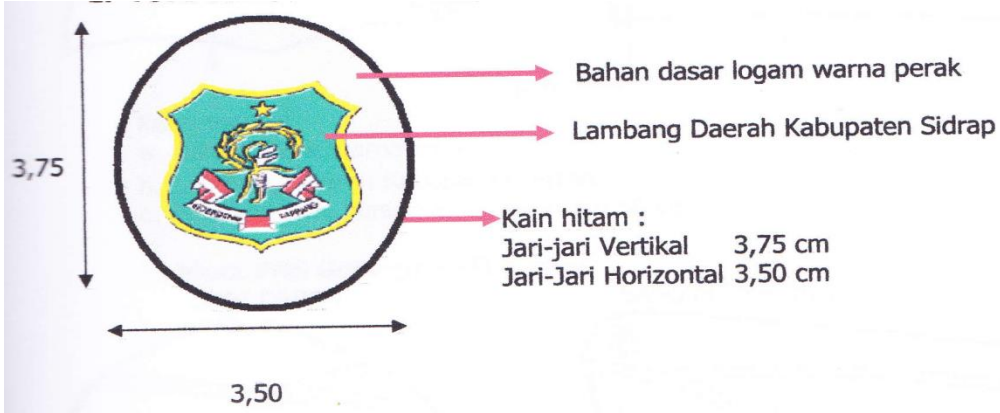 Bahan dasar logam warna perak
Lambang Daerah Kabupaten Sidrap
3,75
Kain hitam :
Jari-jari Vertikal 3,75 cm
Jari-Jari Horizontal 3,50 cm
3,50